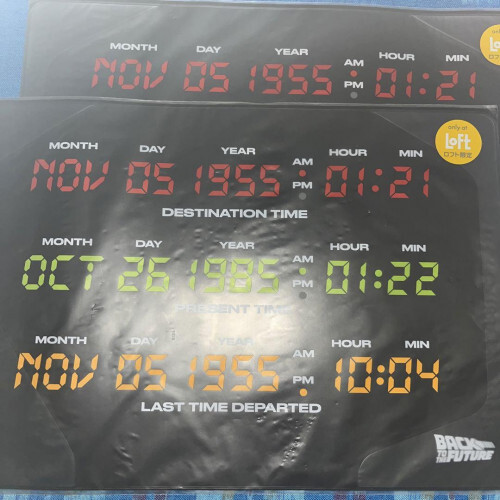 MONTH DAY YEAR AM HOUR MIN
NOV 05 1955 PM 01:21
only at
Loft
ロフト限定
MONTH DAY YEAR AM HOUR MIN
NOV 05 1955 PM 01:21
DESTINATION TIME
MONTH DAY YEAR AM HOUR MIN
OCT 26 1985 PM 01:22
PRESENT TIME
MONTH DAY YEAR AM HOUR MIN
NOV 05 1955 PM 10:04
LAST TIME DEPARTED
BACK
TO THE
FUTURE